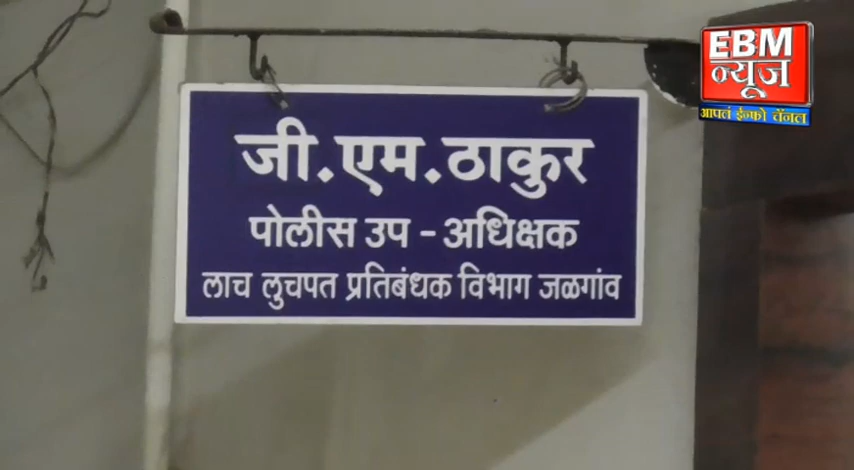 EBM
न्यूज
आपलं ईन्फो चॅनल
जी.एम.ठाकुर
पोलीस उप - अधिक्षक
लाच लुचपत प्रतिबंधक विभाग जळगांव